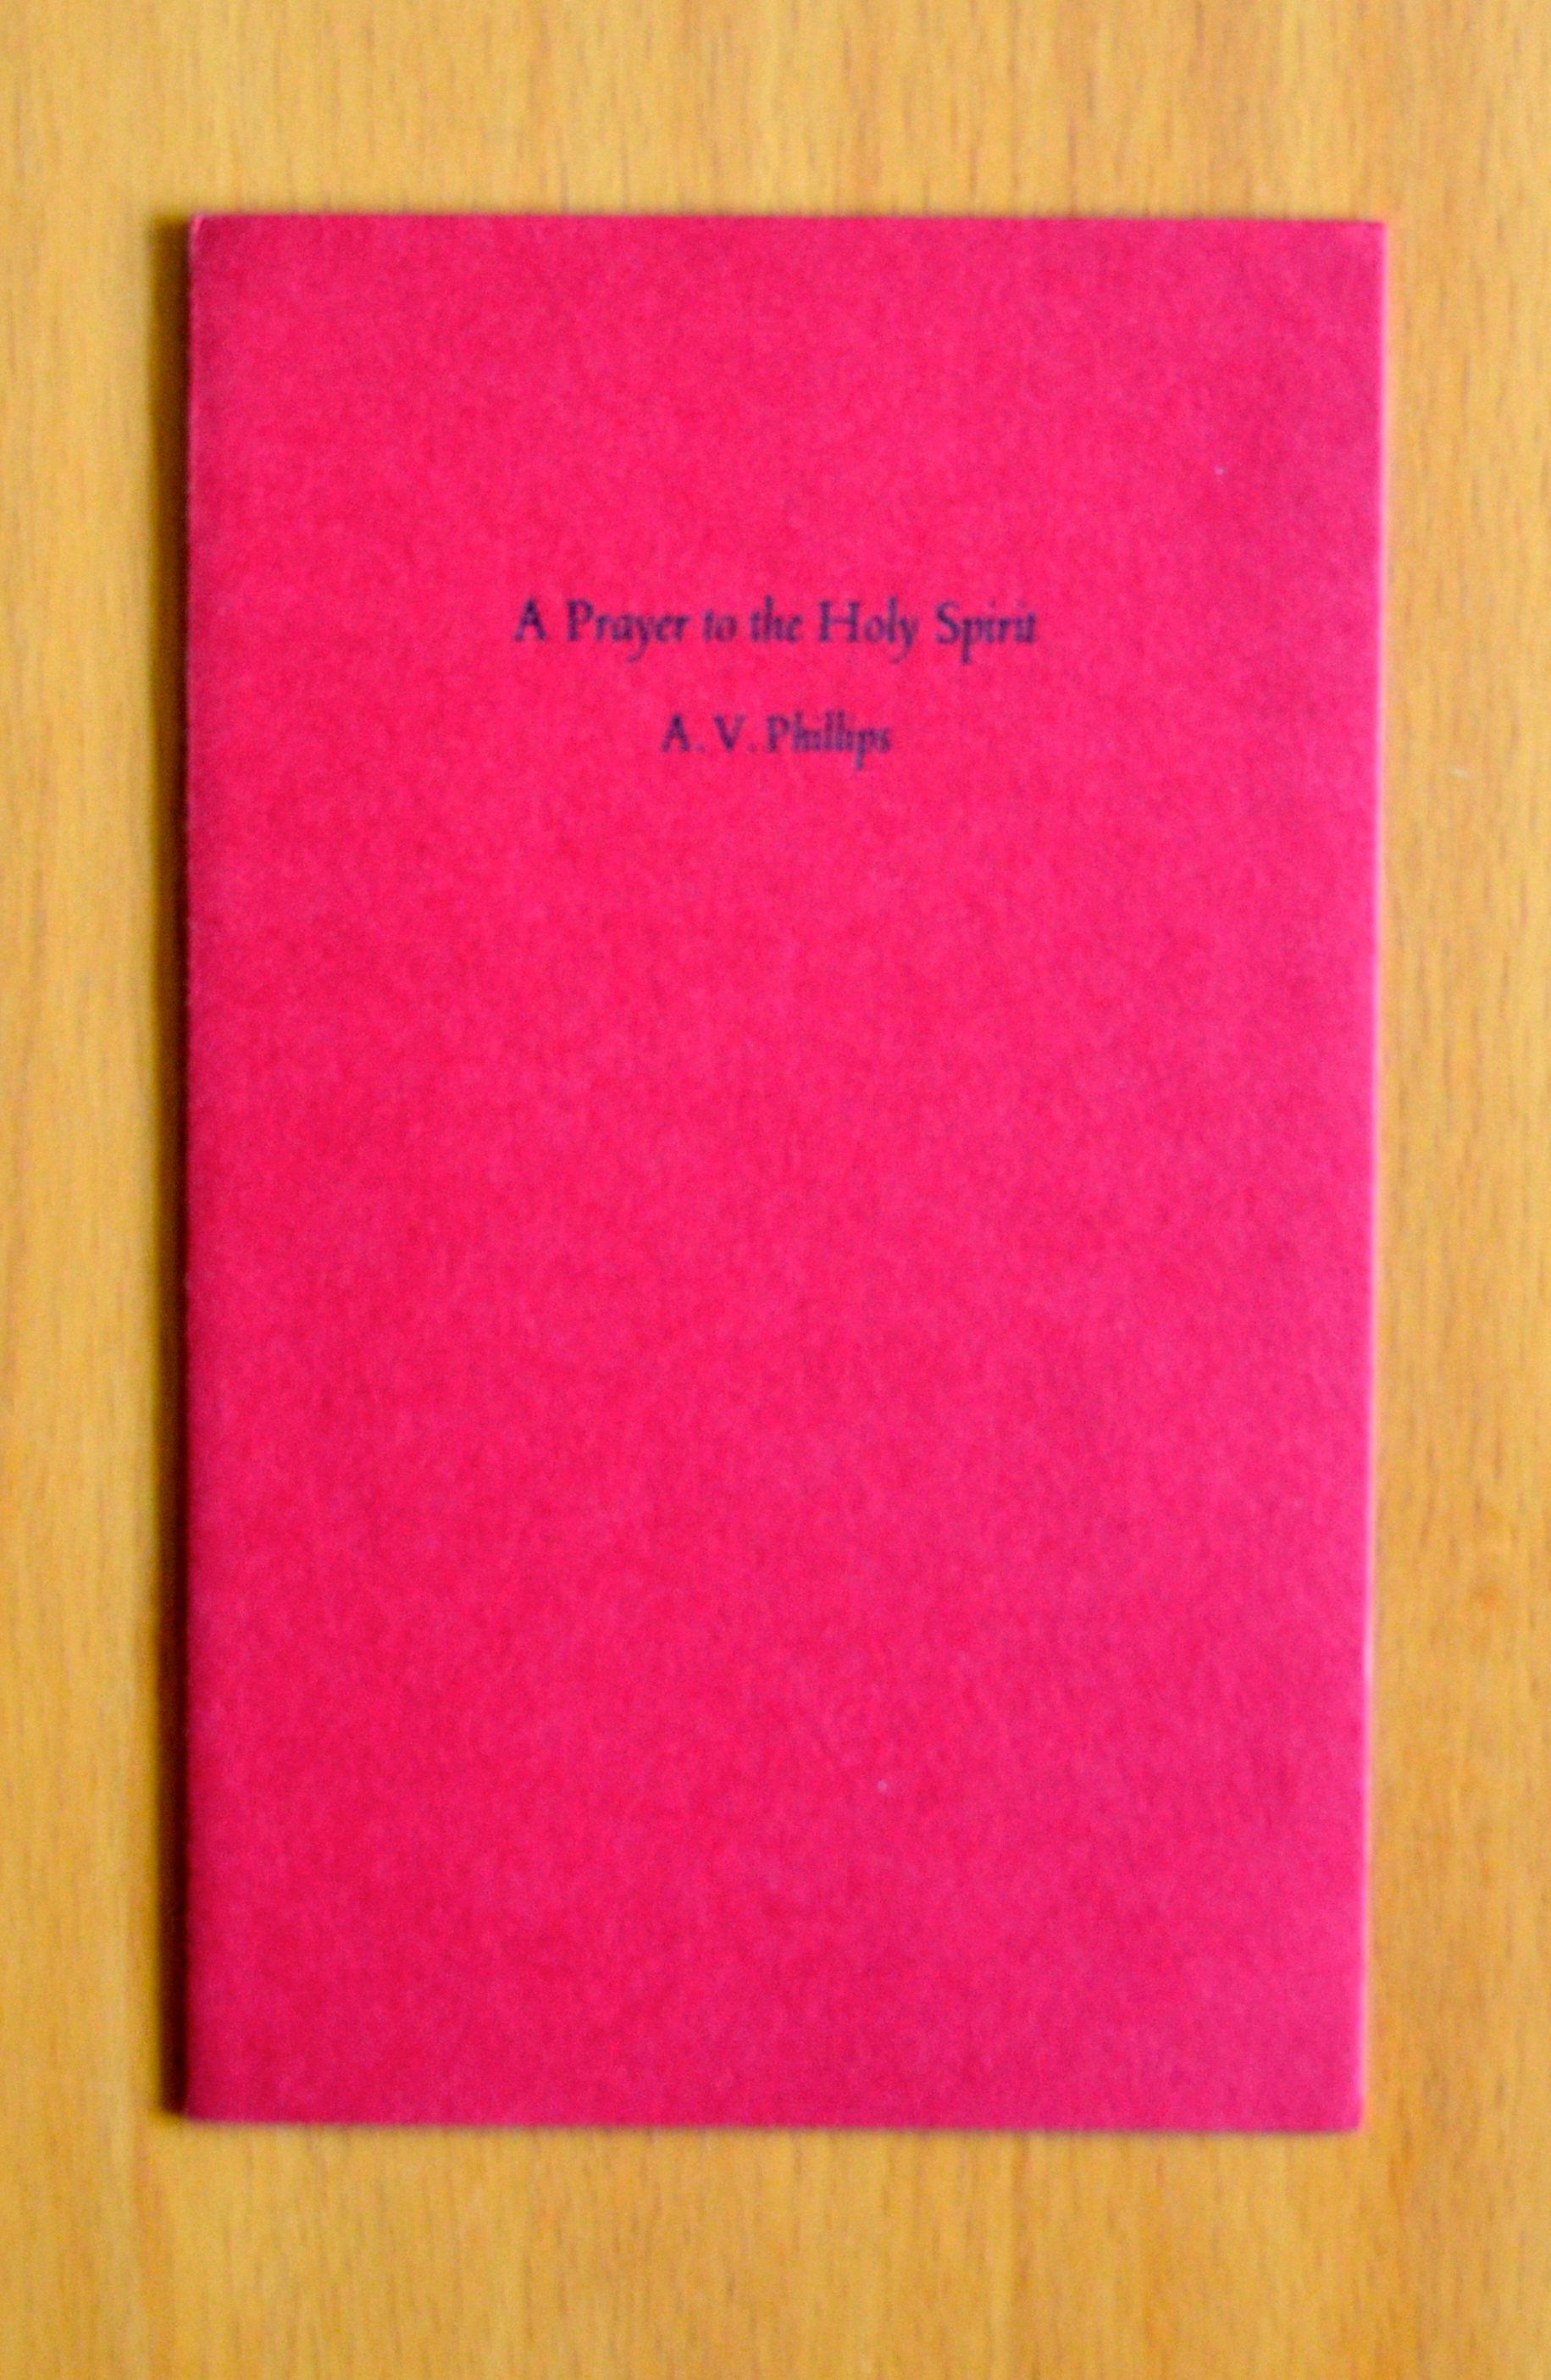 A Prayer to the Holy Spirit
A. V. Phillips